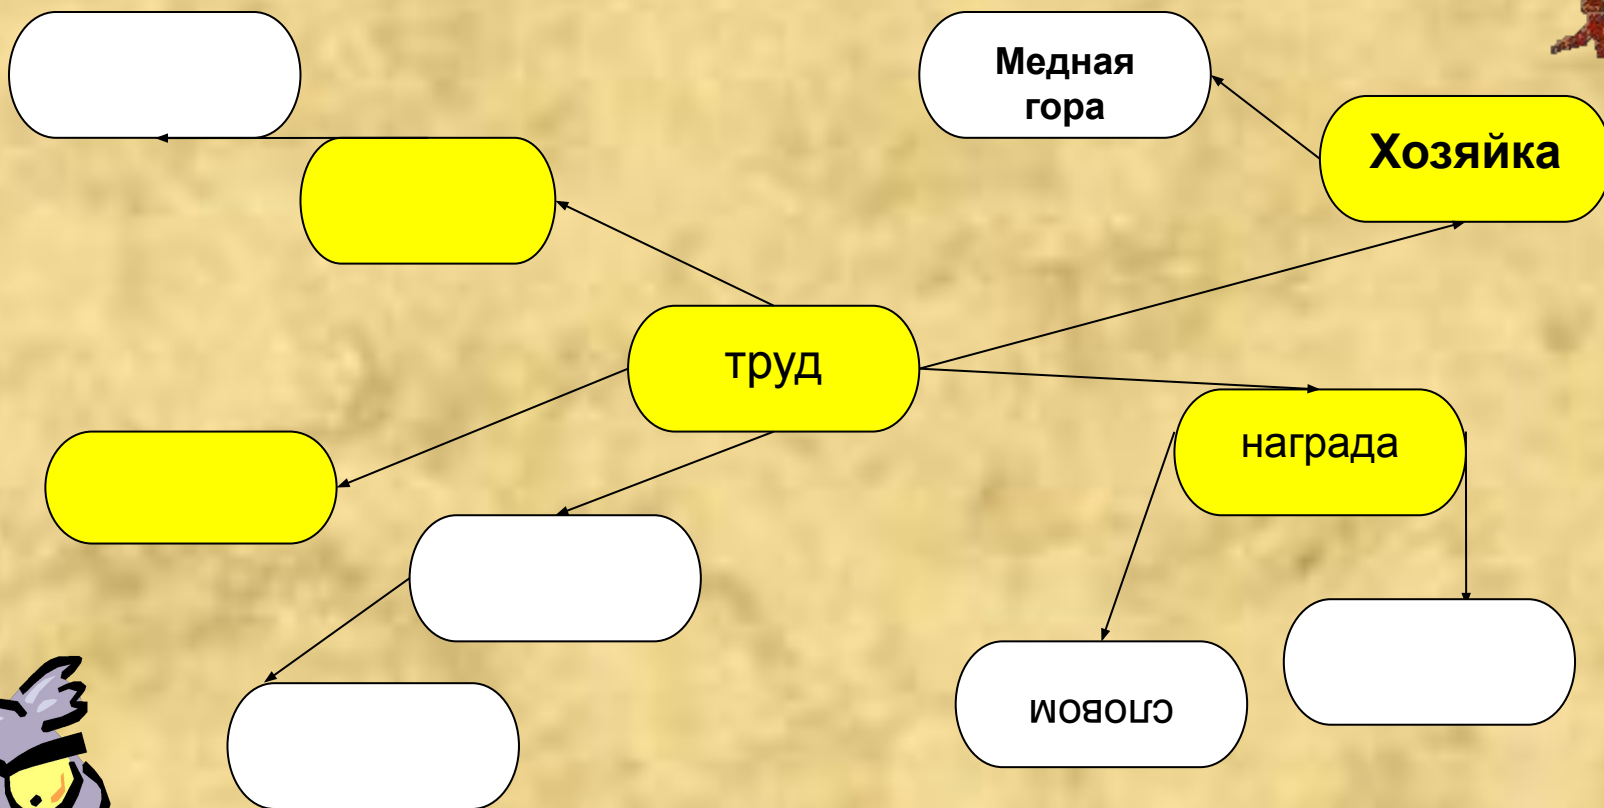 Медная
гора
Хозяйка
труд
награда
словом